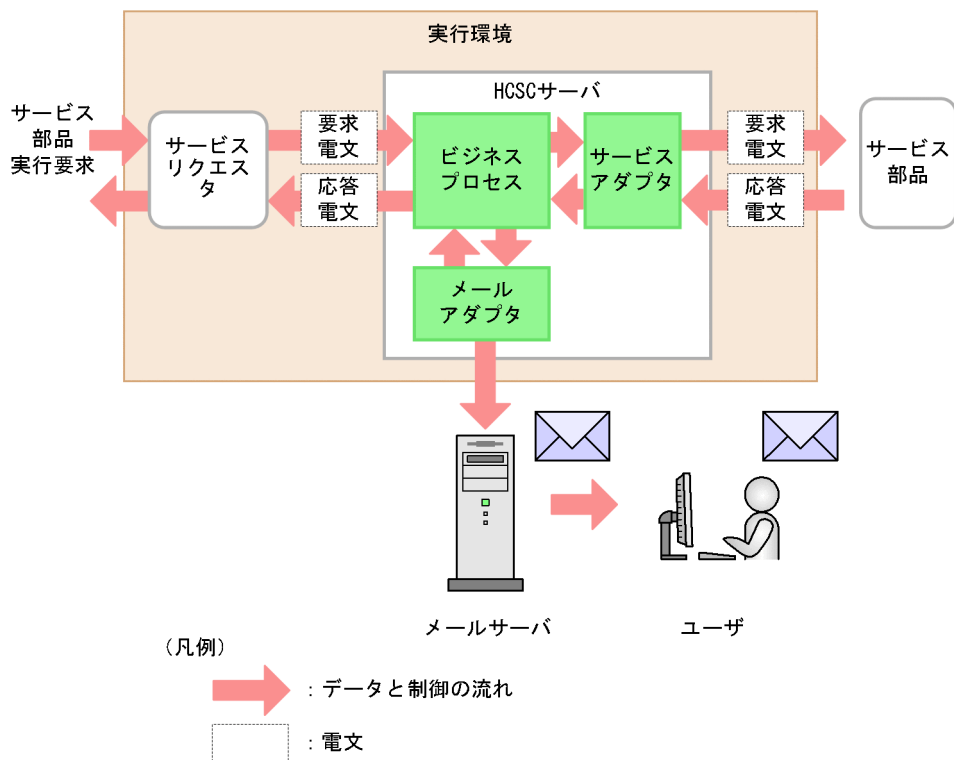 実行環境
HCSCサーバ
サービス
部品
実行要求
サービス
リクエス
タ
要求
電文
応答
電文
ビジネス
プロセス
サービス
アダプタ
要求
電文
応答
電文
サービス
部品
メール
アダプタ
メールサーバ
ユーザ
（凡例）
：データと制御の流れ
：電文